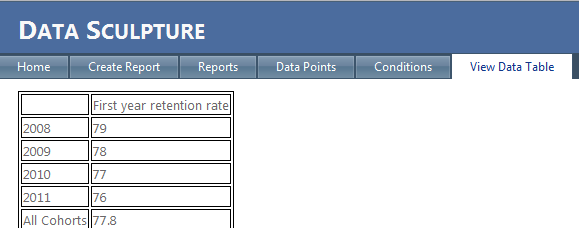 DATA SCULPTURE
Home Create Report Reports Data Points Conditions View Data Table
First year retention rate
2008 79
2009 78
2010 77
2011 76
All Cohorts 77.8